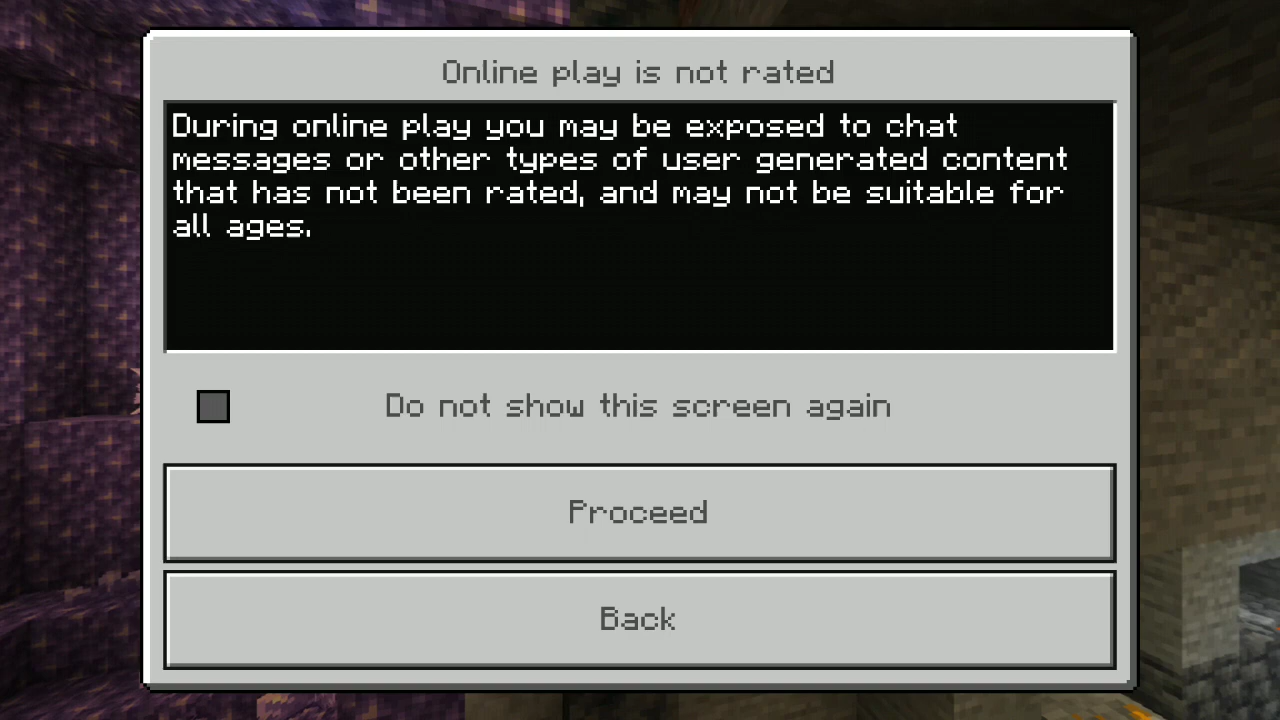 Online play is not rated
During online play you may be exposed to chat
messages or other types of user generated content
that has not been rated, and may not be suitable for
all ages.
Do not show this screen again
Proceed
Back